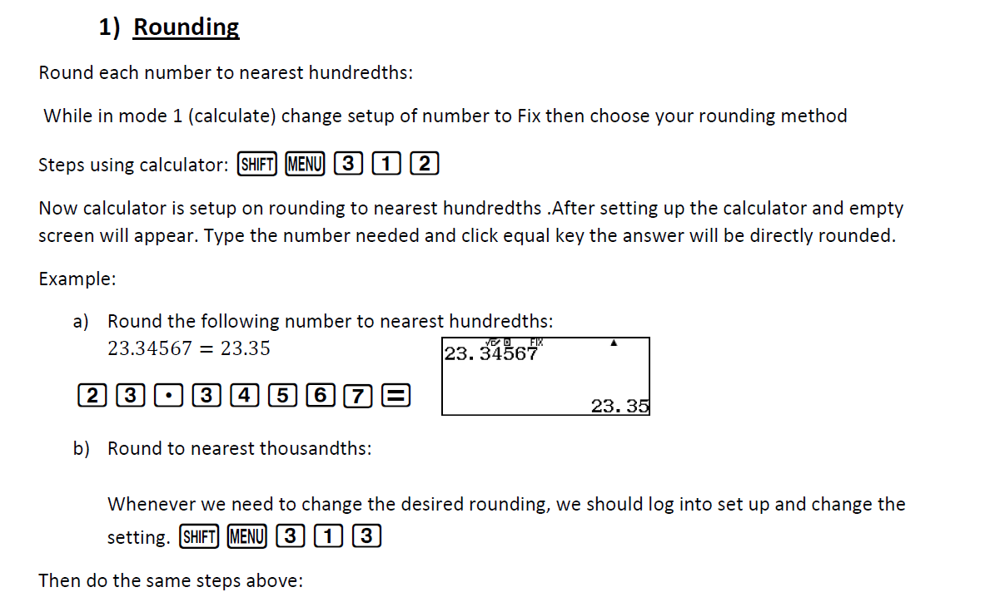 1) Rounding
Round each number to nearest hundredths:
While in mode 1 (calculate) change setup of number to Fix then choose your rounding method
Steps using calculator: SHIFT MENU 3 1 2
Now calculator is setup on rounding to nearest hundredths .After setting up the calculator and empty
screen will appear. Type the number needed and click equal key the answer will be directly rounded.
Example:
a) Round the following number to nearest hundredths:
23.34567 = 23.35
FIX ▲
23.34567
23.35
2 3 • 3 4 5 6 7 =
b) Round to nearest thousandths:
Whenever we need to change the desired rounding, we should log into set up and change the
setting. SHIFT MENU 3 1 3
Then do the same steps above: